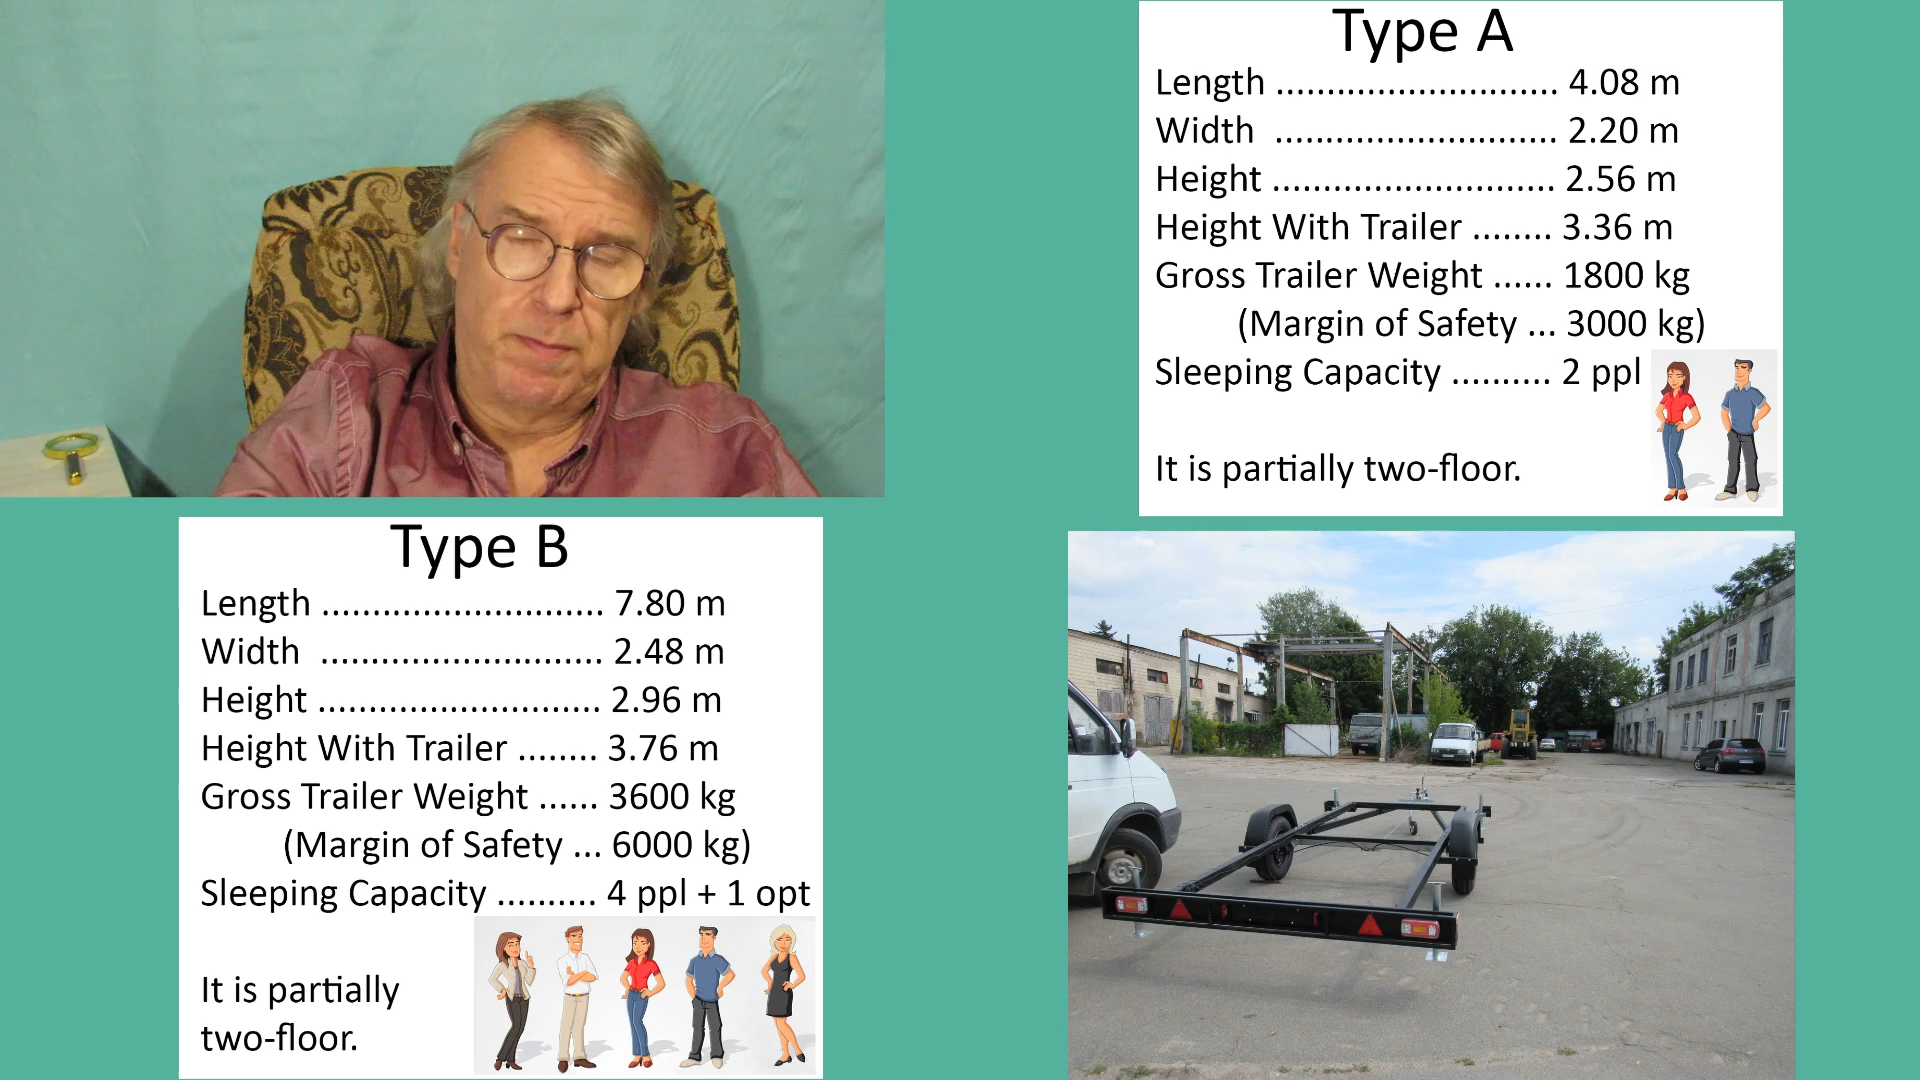 Type A
Length ............................ 4.08 m
Width ............................ 2.20 m
Height ............................ 2.56 m
Height With Trailer ........ 3.36 m
Gross Trailer Weight ...... 1800 kg
(Margin of Safety ... 3000 kg)
Sleeping Capacity .......... 2 ppl
It is partially two-floor.
Type B
Length ............................ 7.80 m
Width ............................ 2.48 m
Height ............................ 2.96 m
Height With Trailer ........ 3.76 m
Gross Trailer Weight ...... 3600 kg
(Margin of Safety ... 6000 kg)
Sleeping Capacity .......... 4 ppl + 1 opt
It is partially
two-floor.